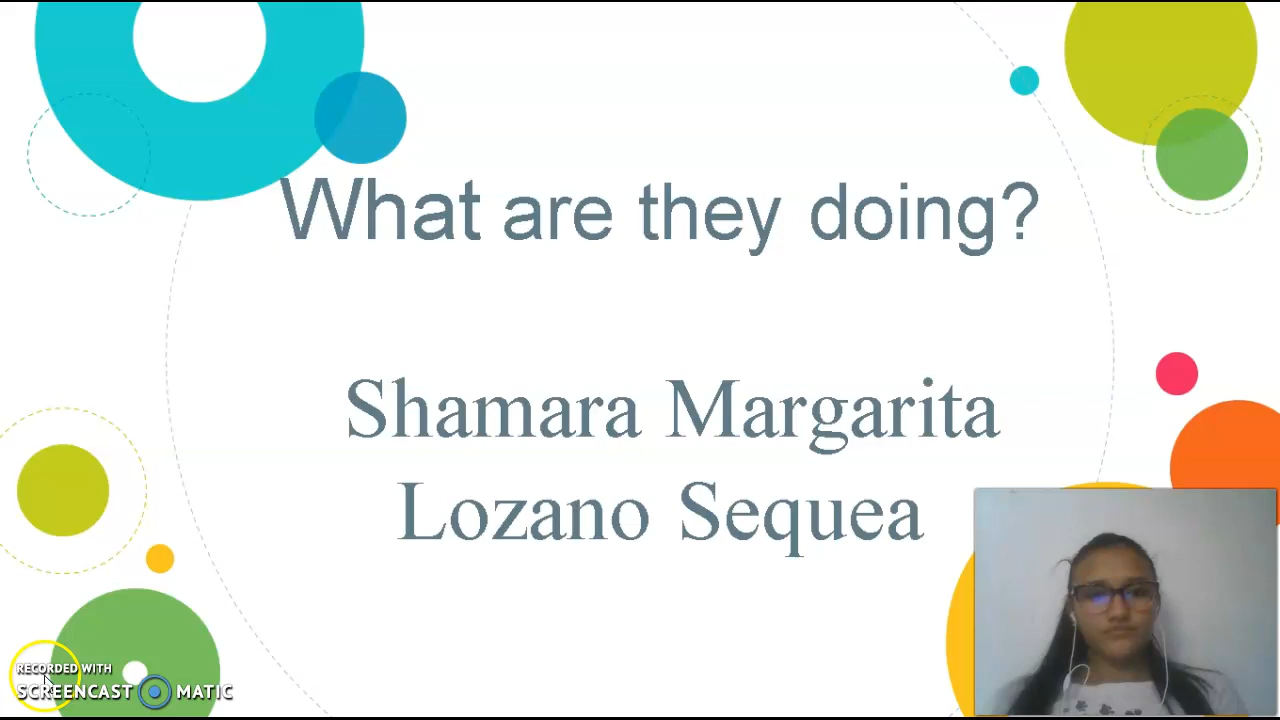 What are they doing?
Shamara Margarita
Lozano Sequea
RECORDED WITH
SCREENCAST MATIC